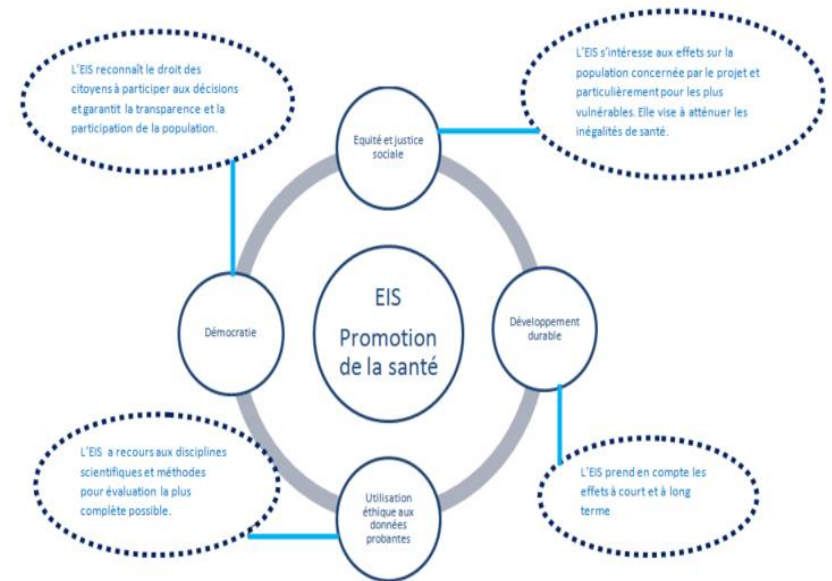 L'EIS reconnaît le droit des
citoyens à participer aux décisions
et garantit la transparence et la
participation de la population.
L'EIS s'intéresse aux effets sur la
population concernée par le projet et
particulièrement pour les plus
vulnérables. Elle vise à atténuer les
inégalités de santé.
Equité et justice
sociale
Démocratie
EIS
Promotion
de la santé
Développement
durable
L'EIS a recours aux disciplines
scientifiques et méthodes
pour évaluation la plus
complète possible.
Utilisation
éthique aux
données
probantes
L'EIS prend en compte les
effets à court et à long
terme